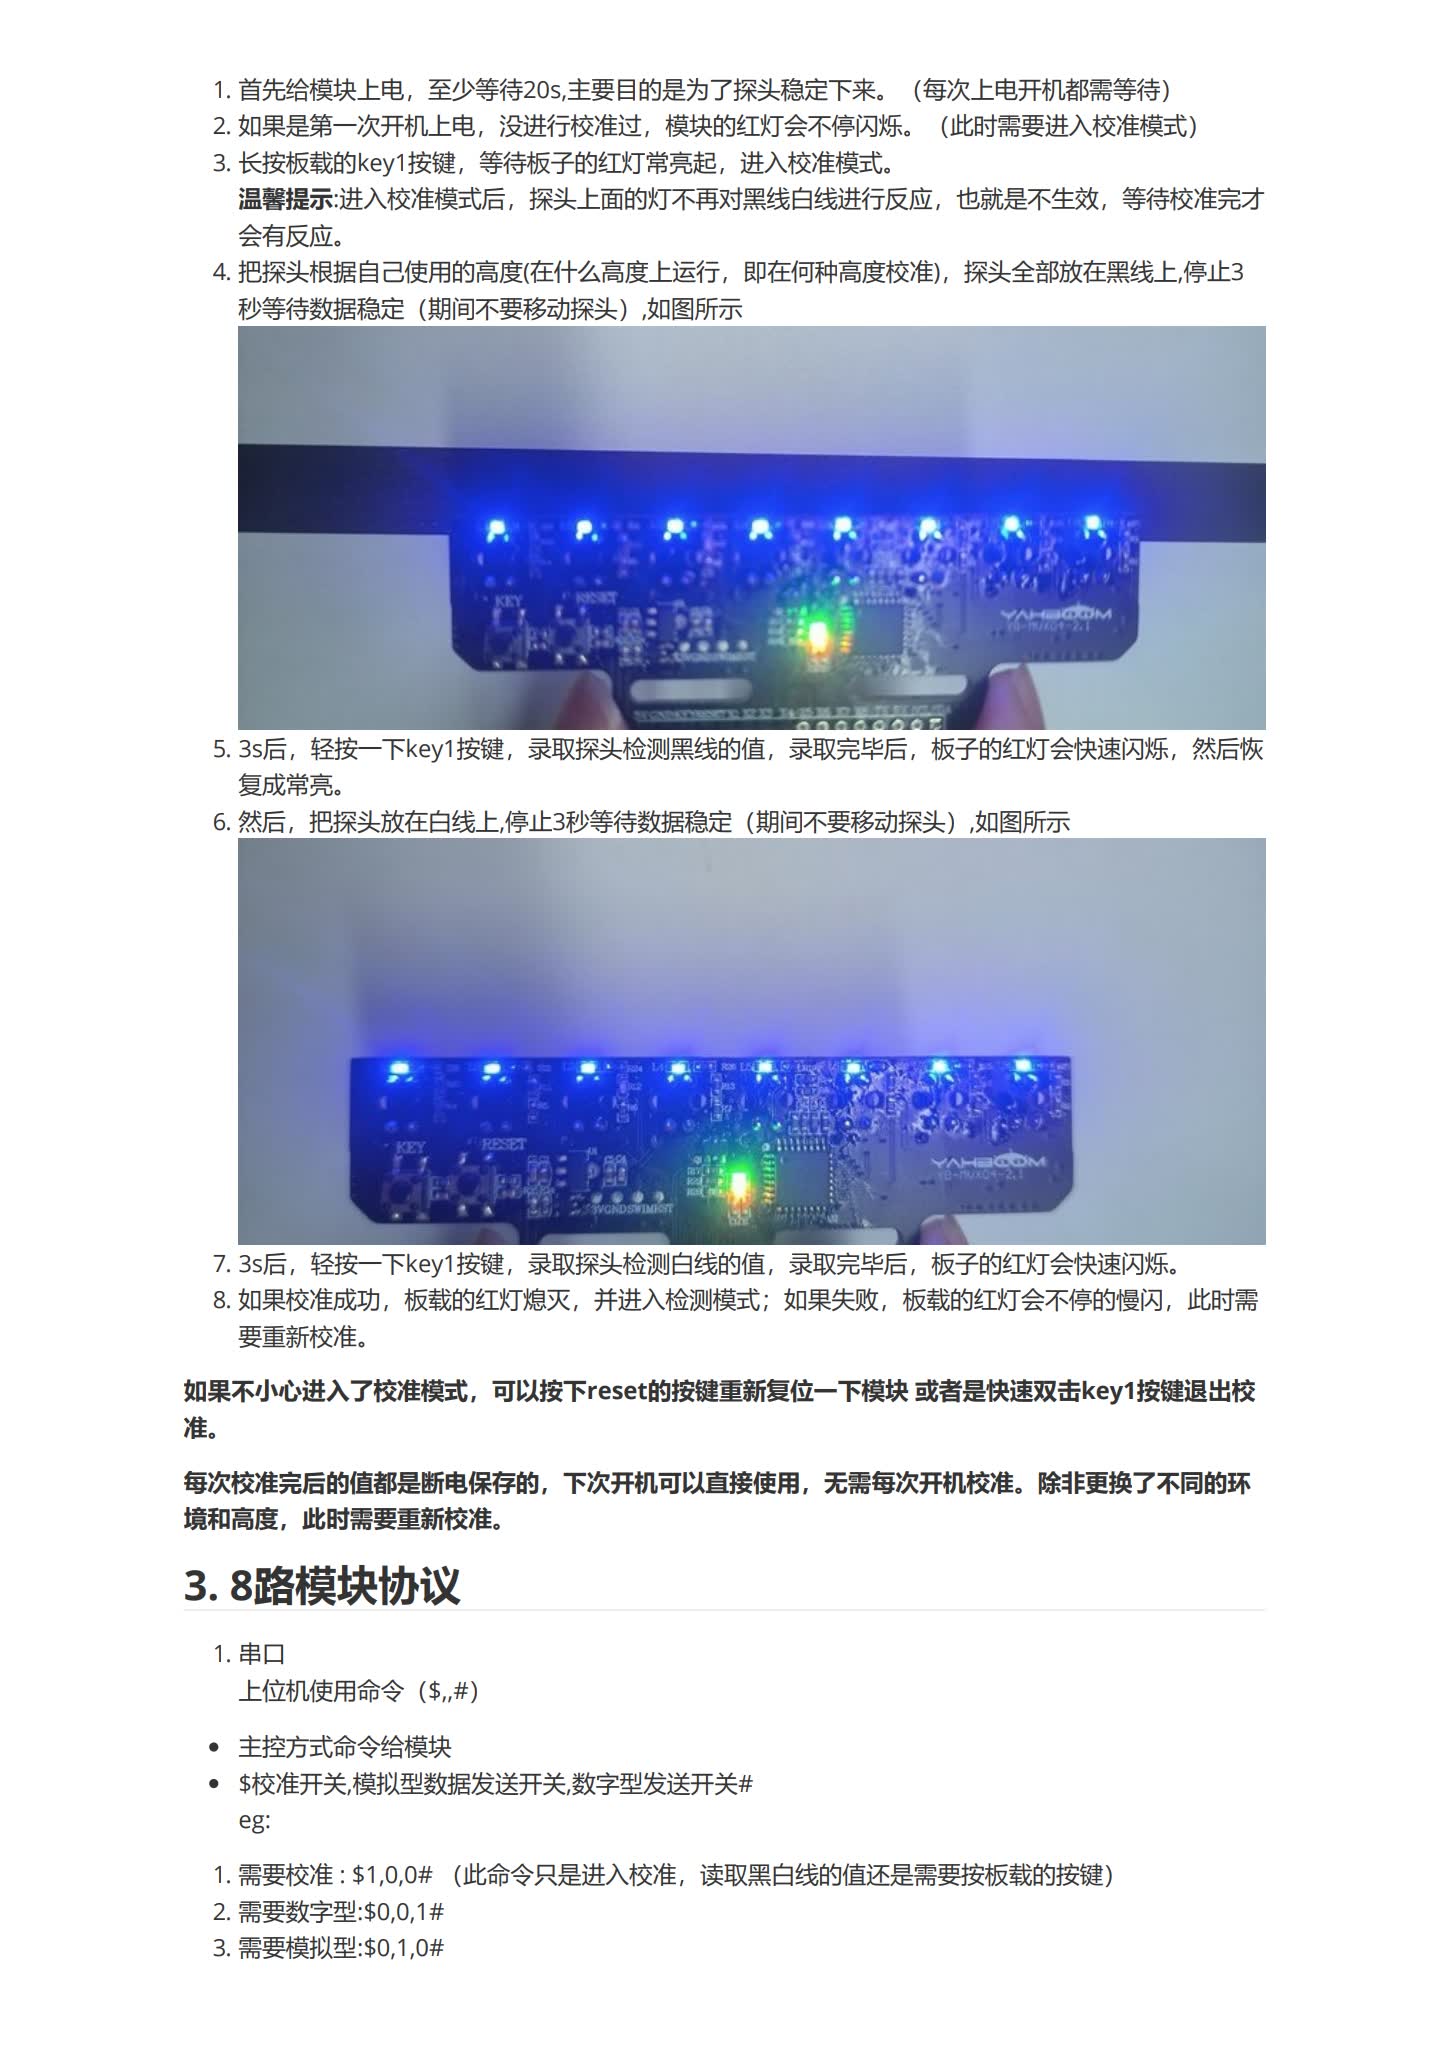 1. 首先给模块上电，至少等待20s,主要目的是为了探头稳定下来。（每次上电开机都需等待）
2. 如果是第一次开机上电，没进行校准过，模块的红灯会不停闪烁。（此时需要进入校准模式）
3. 长按板载的key1按键，等待板子的红灯常亮起，进入校准模式。
温馨提示:进入校准模式后，探头上面的灯不再对黑线白线进行反应，也就是不生效，等待校准完才
会有反应。
4. 把探头根据自己使用的高度(在什么高度上运行，即在何种高度校准)，探头全部放在黑线上,停止3
秒等待数据稳定（期间不要移动探头）,如图所示
KEY RESET
YAHBOOM
YB-MVX04-2.1
5. 3s后，轻按一下key1按键，录取探头检测黑线的值，录取完毕后，板子的红灯会快速闪烁，然后恢
复成常亮。
6. 然后，把探头放在白线上,停止3秒等待数据稳定（期间不要移动探头）,如图所示
KEY RESET
YAHBOOM
YB-MVX04-2.1
3VGNDSWIMRST
7. 3s后，轻按一下key1按键，录取探头检测白线的值，录取完毕后，板子的红灯会快速闪烁。
8. 如果校准成功，板载的红灯熄灭，并进入检测模式；如果失败，板载的红灯会不停的慢闪，此时需
要重新校准。
如果不小心进入了校准模式，可以按下reset的按键重新复位一下模块 或者是快速双击key1按键退出校
准。
每次校准完后的值都是断电保存的，下次开机可以直接使用，无需每次开机校准。除非更换了不同的环
境和高度，此时需要重新校准。
3. 8路模块协议
1. 串口
上位机使用命令（$,,#）
• 主控方式命令给模块
• $校准开关,模拟型数据发送开关,数字型发送开关#
eg:
1. 需要校准 : $1,0,0# （此命令只是进入校准，读取黑白线的值还是需要按板载的按键）
2. 需要数字型:$0,0,1#
3. 需要模拟型:$0,1,0#